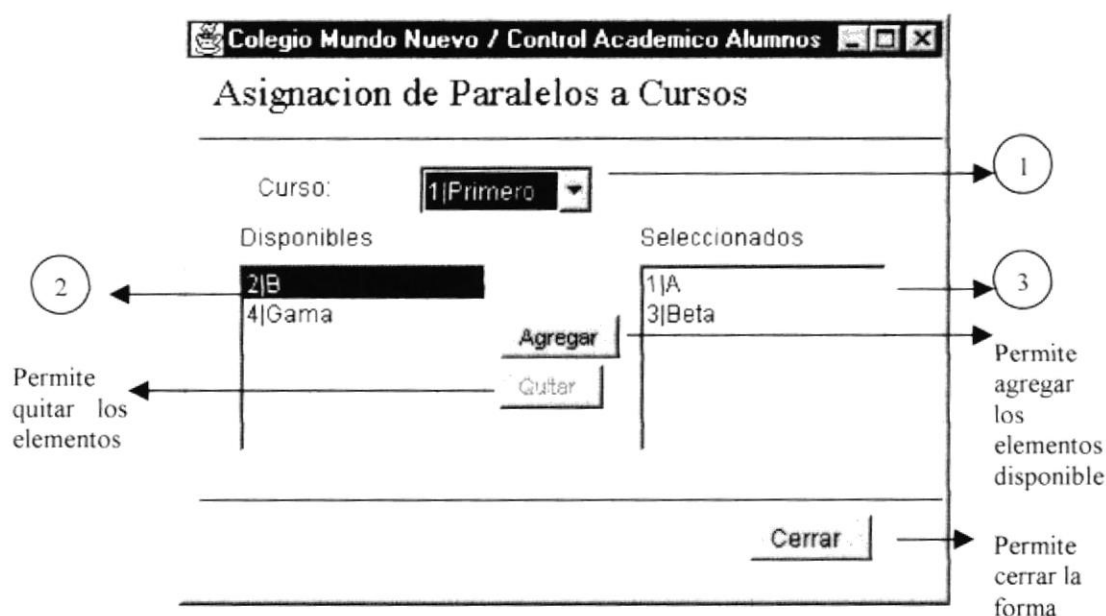 Colegio Mundo Nuevo / Control Academico Alumnos
Asignacion de Paralelos a Cursos
1
Curso:
1|Primero
Disponibles
Seleccionados
2
2|B
4|Gama
1|A
3|Beta
3
Agregar
Quitar
Permite
quitar los
elementos
Permite
agregar
los
elementos
disponible
Cerrar
Permite
cerrar la
forma